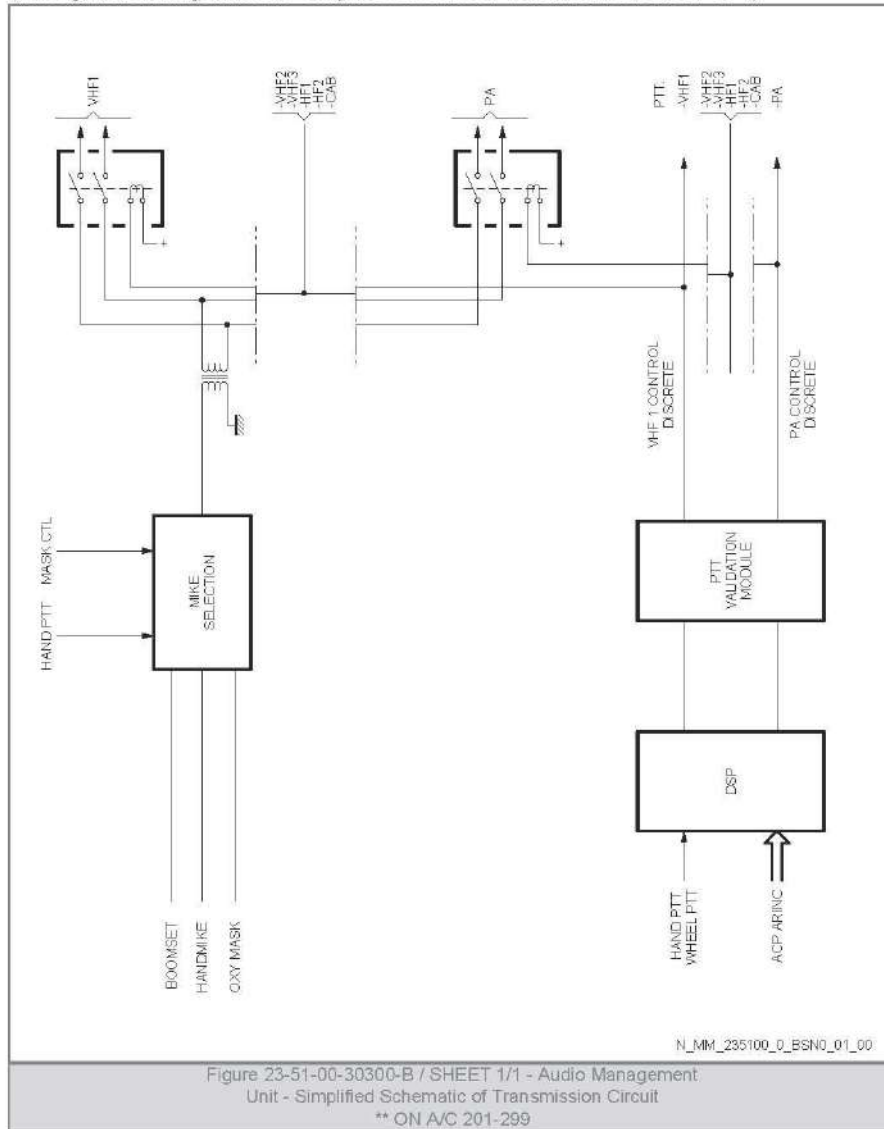 VHF1
-VHF2
-VHF3
-HF1
-HF2
-CAB
PA
PTT.
-VHF1
-VHF2
-VHF3
-HF1
-HF2
-CAB
-PA
+
+
VHF 1 CONTROL
DISCRETE
PA CONTROL
DISCRETE
HAND PTT
MASK CTL
MIKE
SELECTION
PTT
VALIDATION
MODULE
DSP
BOOMSET
HANDMIKE
OXY MASK
HAND PTT
WHEEL PTT
ACP ARINC
N_MM_235100_0_BSN0_01_00
Figure 23-51-00-30300-B / SHEET 1/1 - Audio Management
Unit - Simplified Schematic of Transmission Circuit
** ON A/C 201-299